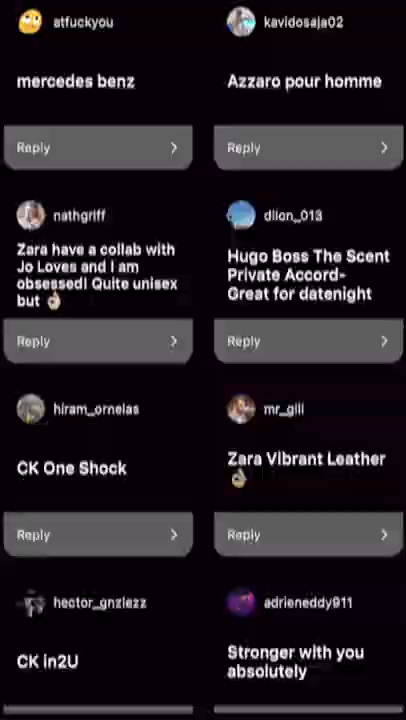 atfuckyou
mercedes benz
Reply
kavidosaja02
Azzaro pour homme
Reply
nathgriff
Zara have a collab with
Jo Loves and I am
obsessed! Quite unisex
but 👌🏼
Reply
dlion_013
Hugo Boss The Scent
Private Accord-
Great for datenight
Reply
hiram_ornelas
CK One Shock
Reply
mr_gili
Zara Vibrant Leather
👌🏼
Reply
hector_gnzlezz
CK in2U
adrieneddy911
Stronger with you
absolutely